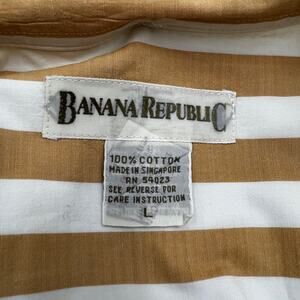 BANANA REPUBLIC
100% COTTON
MADE IN SINGAPORE
RN 54023
SEE REVERSE FOR
CARE INSTRUCTION
L